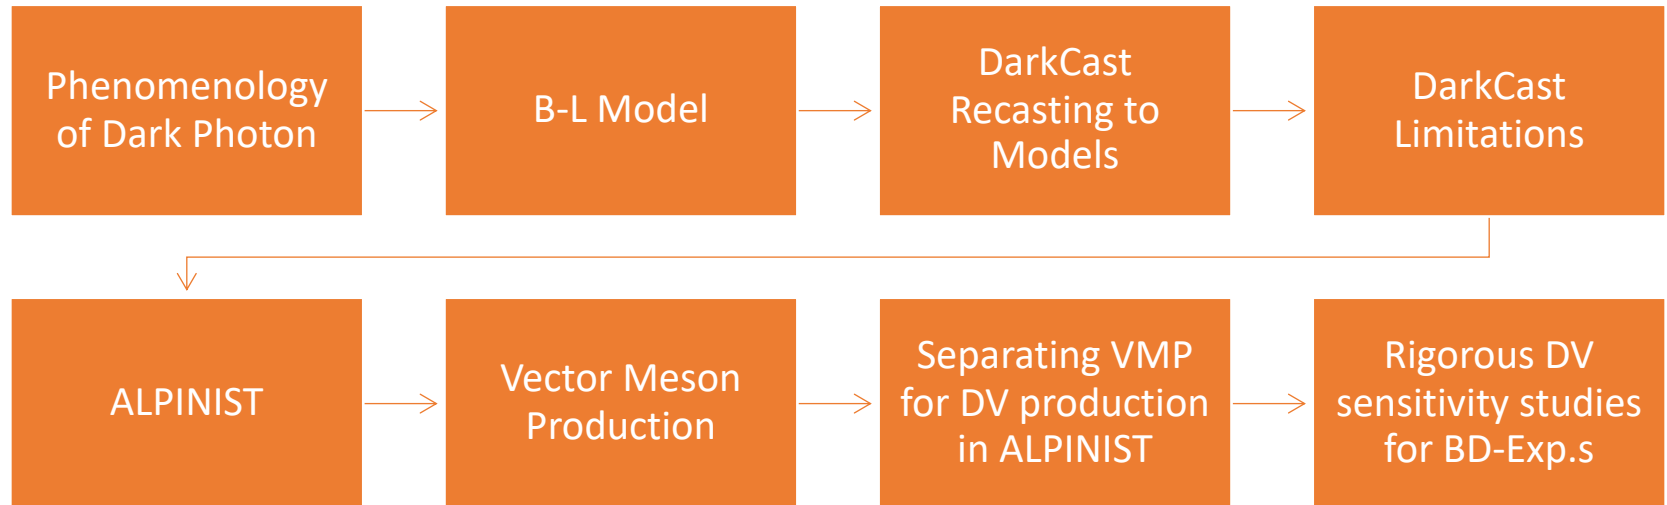 Phenomenology
of Dark Photon
B-L Model
DarkCast
Recasting to
Models
DarkCast
Limitations
ALPINIST
Vector Meson
Production
Separating VMP
for DV production
in ALPINIST
Rigorous DV
sensitivity studies
for BD-Exp.s